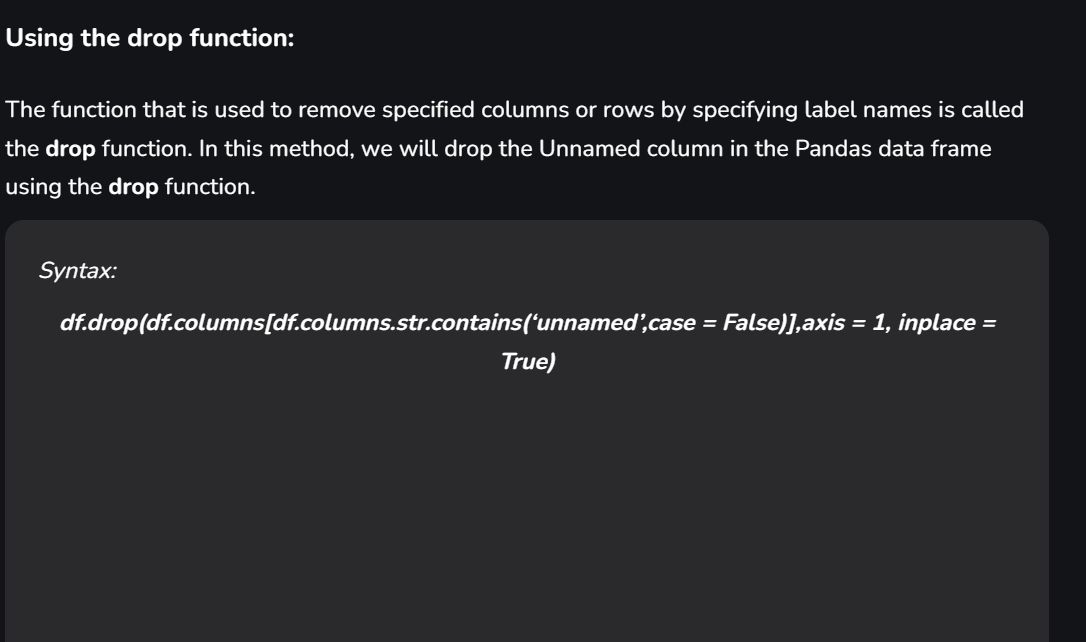 Using the drop function:
The function that is used to remove specified columns or rows by specifying label names is called
the drop function. In this method, we will drop the Unnamed column in the Pandas data frame
using the drop function.
Syntax:
df.drop(df.columns[df.columns.str.contains(‘unnamed’,case = False)],axis = 1, inplace =
True)